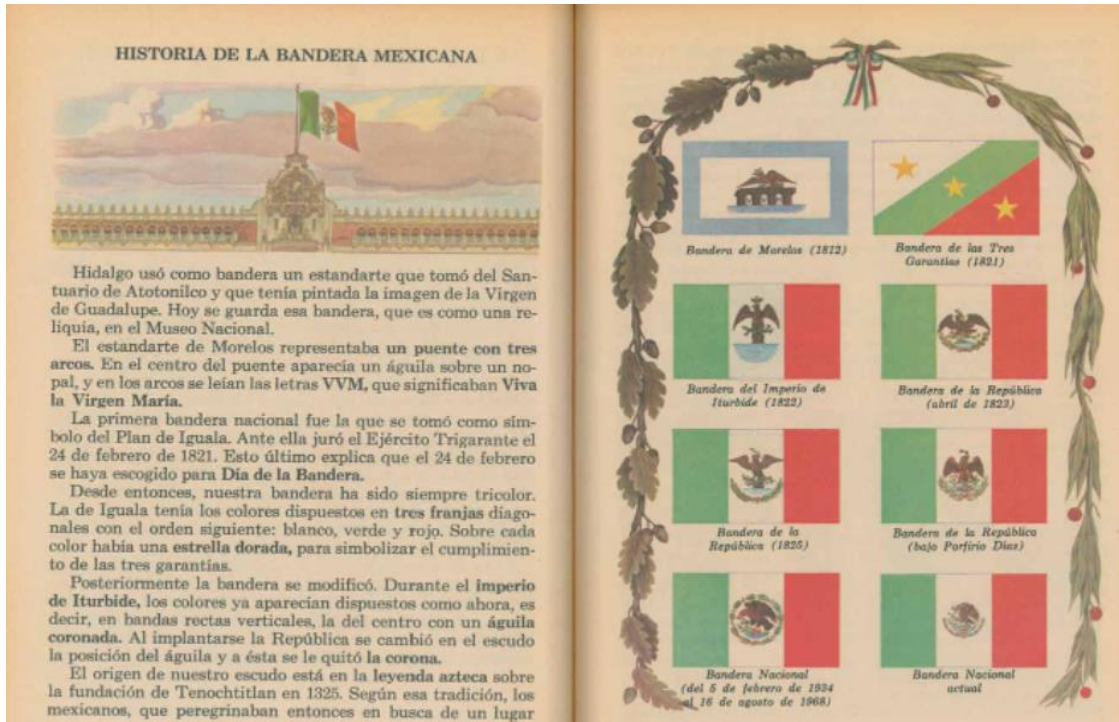 HISTORIA DE LA BANDERA MEXICANA
Hidalgo usó como bandera un estandarte que tomó del San-
tuario de Atotonilco y que tenía pintada la imagen de la Virgen
de Guadalupe. Hoy se guarda esa bandera, que es como una re-
liquia, en el Museo Nacional.
El estandarte de Morelos representaba un puente con tres
arcos. En el centro del puente aparecía un águila sobre un no-
pal, y en los arcos se leían las letras VVM, que significaban Viva
la Virgen María.
La primera bandera nacional fue la que se tomó como sím-
bolo del Plan de Iguala. Ante ella juró el Ejército Trigarante el
24 de febrero de 1821. Esto último explica que el 24 de febrero
se haya escogido para Día de la Bandera.
Desde entonces, nuestra bandera ha sido siempre tricolor.
La de Iguala tenía los colores dispuestos en tres franjas diago-
nales con el orden siguiente: blanco, verde y rojo. Sobre cada
color había una estrella dorada, para simbolizar el cumplimien-
to de las tres garantías.
Posteriormente la bandera se modificó. Durante el imperio
de Iturbide, los colores ya aparecían dispuestos como ahora, es
decir, en bandas rectas verticales, la del centro con un águila
coronada. Al implantarse la República se cambió en el escudo
la posición del águila y a ésta se le quitó la corona.
El origen de nuestro escudo está en la leyenda azteca sobre
la fundación de Tenochtitlan en 1325. Según esa tradición, los
mexicanos, que peregrinaban entonces en busca de un lugar
Bandera de Morelos (1812)
Bandera de las Tres
Garantías (1821)
Bandera del Imperio de
Iturbide (1822)
Bandera de la República
(abril de 1823)
Bandera de la
República (1825)
Bandera de la República
(bajo Porfirio Díaz)
Bandera Nacional
(del 5 de febrero de 1934
al 16 de agosto de 1968)
Bandera Nacional
actual